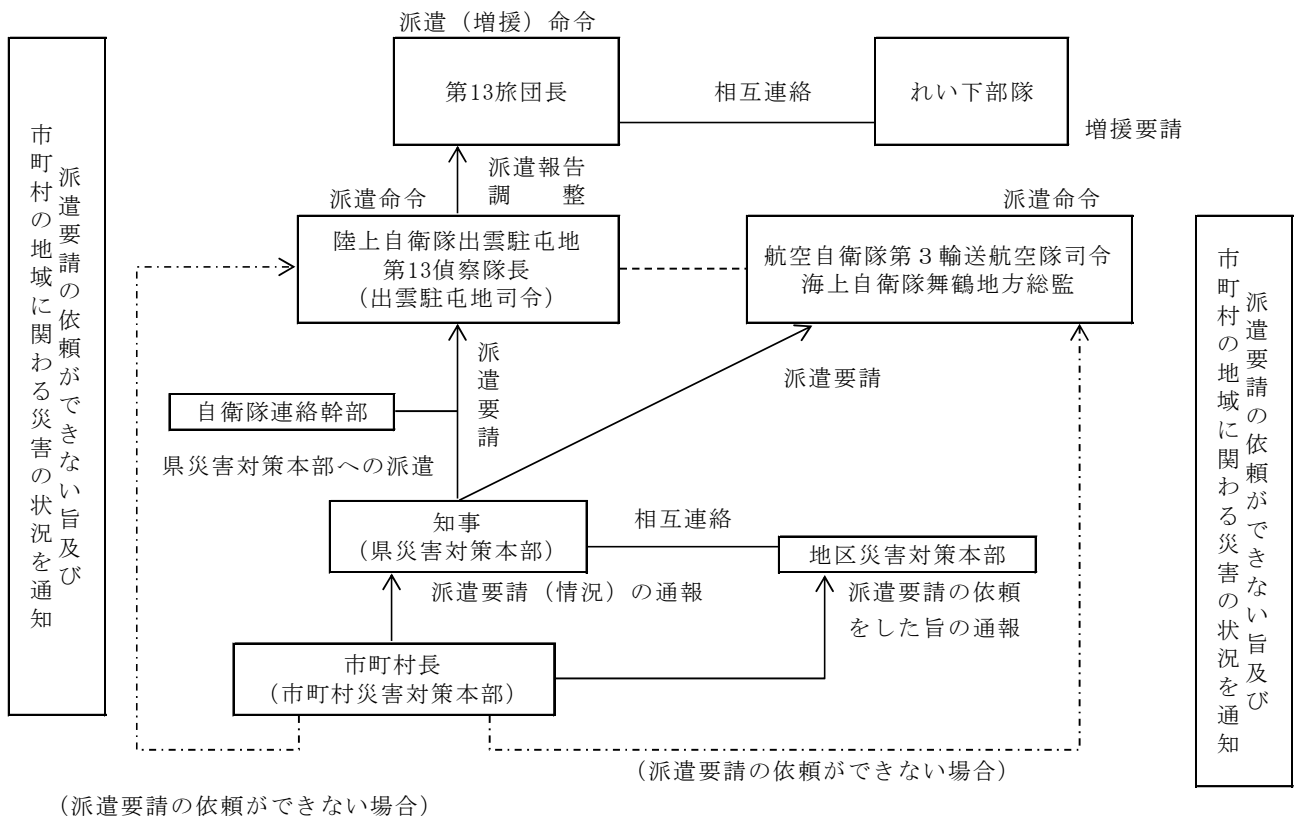 派遣（増援）命令
第13旅団長
相互連絡
れい下部隊
増援要請
派遣報告
調　整
派遣命令
陸上自衛隊出雲駐屯地
第13偵察隊長
（出雲駐屯地司令）
派遣命令
航空自衛隊第３輸送航空隊司令
海上自衛隊舞鶴地方総監
派遣要請の依頼ができない旨及び
市町村の地域に関わる災害の状況を通知
派遣要請の依頼ができない旨及び
市町村の地域に関わる災害の状況を通知
派遣要請
派遣要請
自衛隊連絡幹部
県災害対策本部への派遣
知事
（県災害対策本部）
相互連絡
地区災害対策本部
派遣要請（情況）の通報
派遣要請の依頼
をした旨の通報
市町村長
（市町村災害対策本部）
（派遣要請の依頼ができない場合）
（派遣要請の依頼ができない場合）